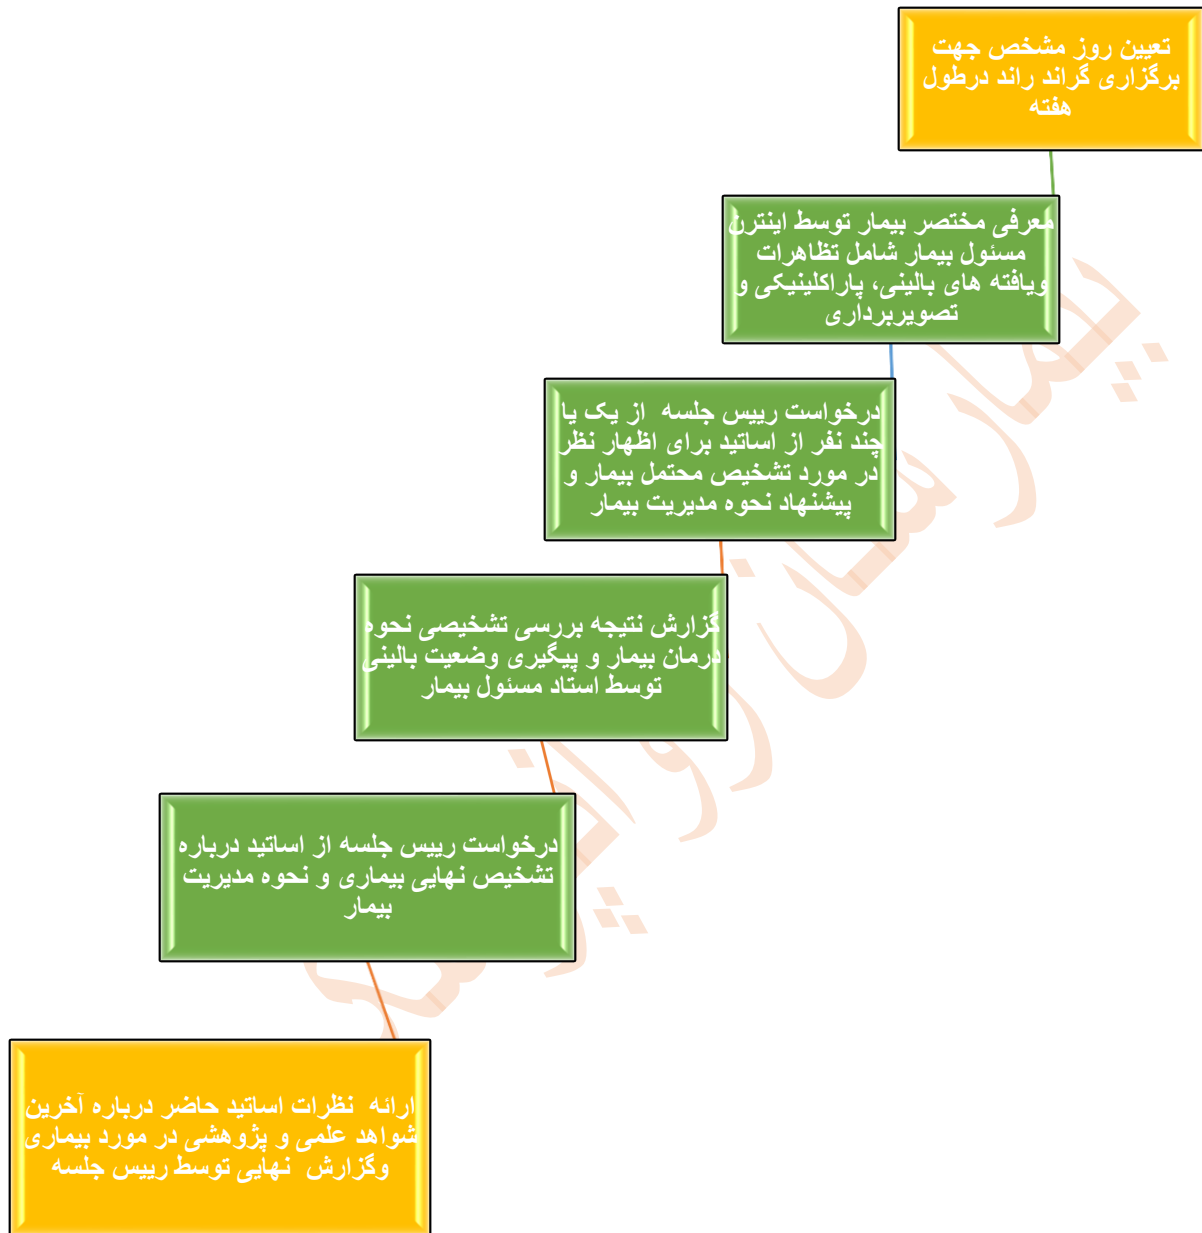 تعیین روز مشخص جهت
برگزاری گراند راند درطول
هفته
معرفی مختصر بیمار توسط اینترن
مسئول بیمار شامل تظاهرات
ویافته های بالینی، پاراکلینیکی و
تصویربرداری
درخواست رییس جلسه از یک یا
چند نفر از اساتید برای اظهار نظر
در مورد تشخیص محتمل بیمار و
پیشنهاد نحوه مدیریت بیمار
گزارش نتیجه بررسی تشخیصی نحوه
درمان بیمار و پیگیری وضعیت بالینی
توسط استاد مسئول بیمار
درخواست رییس جلسه از اساتید درباره
تشخیص نهایی بیماری و نحوه مدیریت
بیمار
ارائه نظرات اساتید حاضر درباره آخرین
شواهد علمی و پژوهشی در مورد بیماری
وگزارش نهایی توسط رییس جلسه